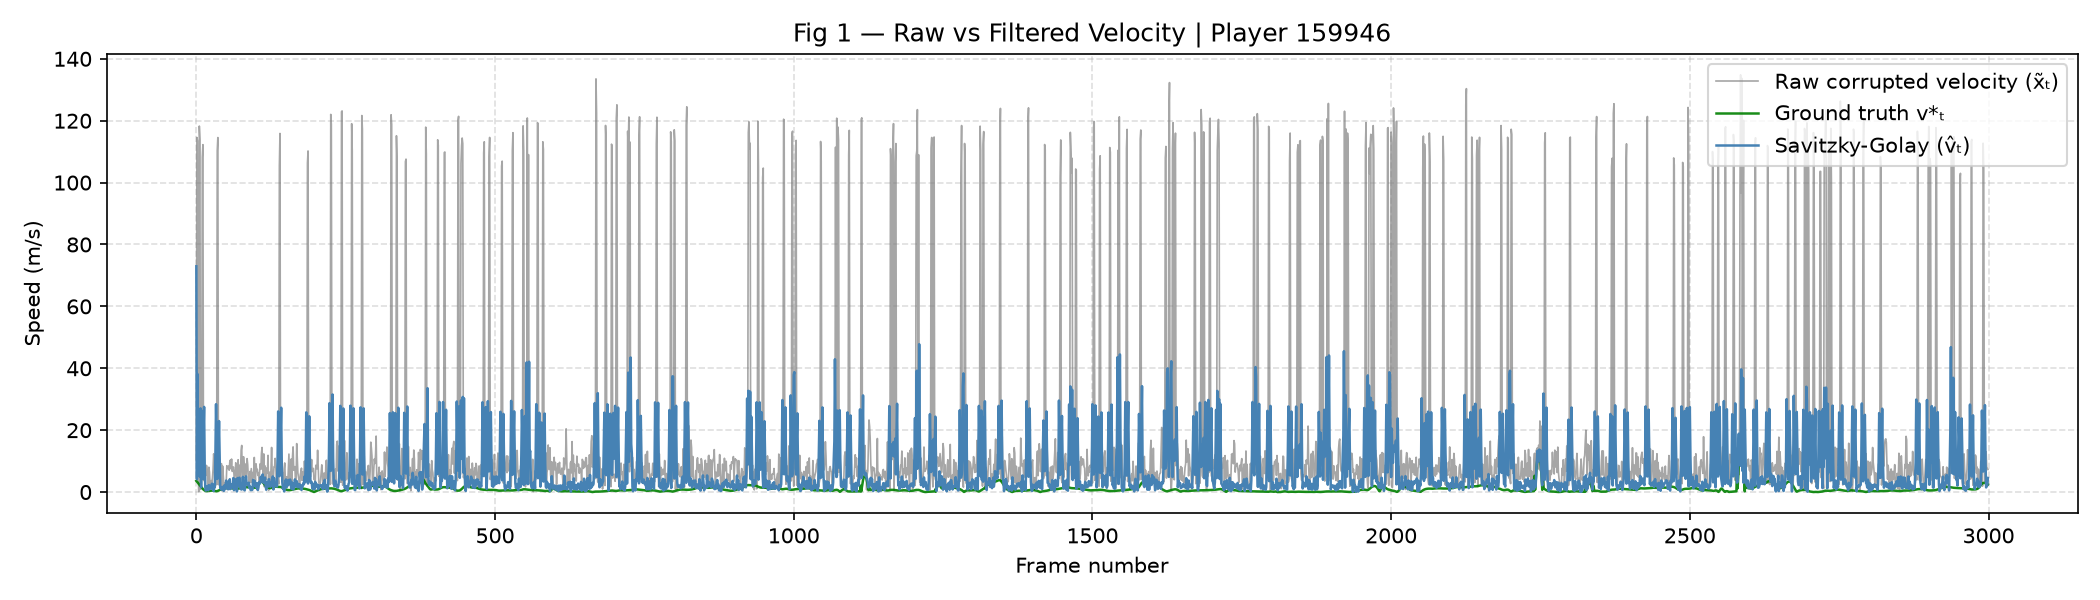 Fig 1 — Raw vs Filtered Velocity | Player 159946
Speed (m/s)
140
120
100
80
60
40
20
0
Raw corrupted velocity (x̃ₜ)
Ground truth v*ₜ
Savitzky-Golay (v̂ₜ)
0 500 1000 1500 2000 2500 3000
Frame number